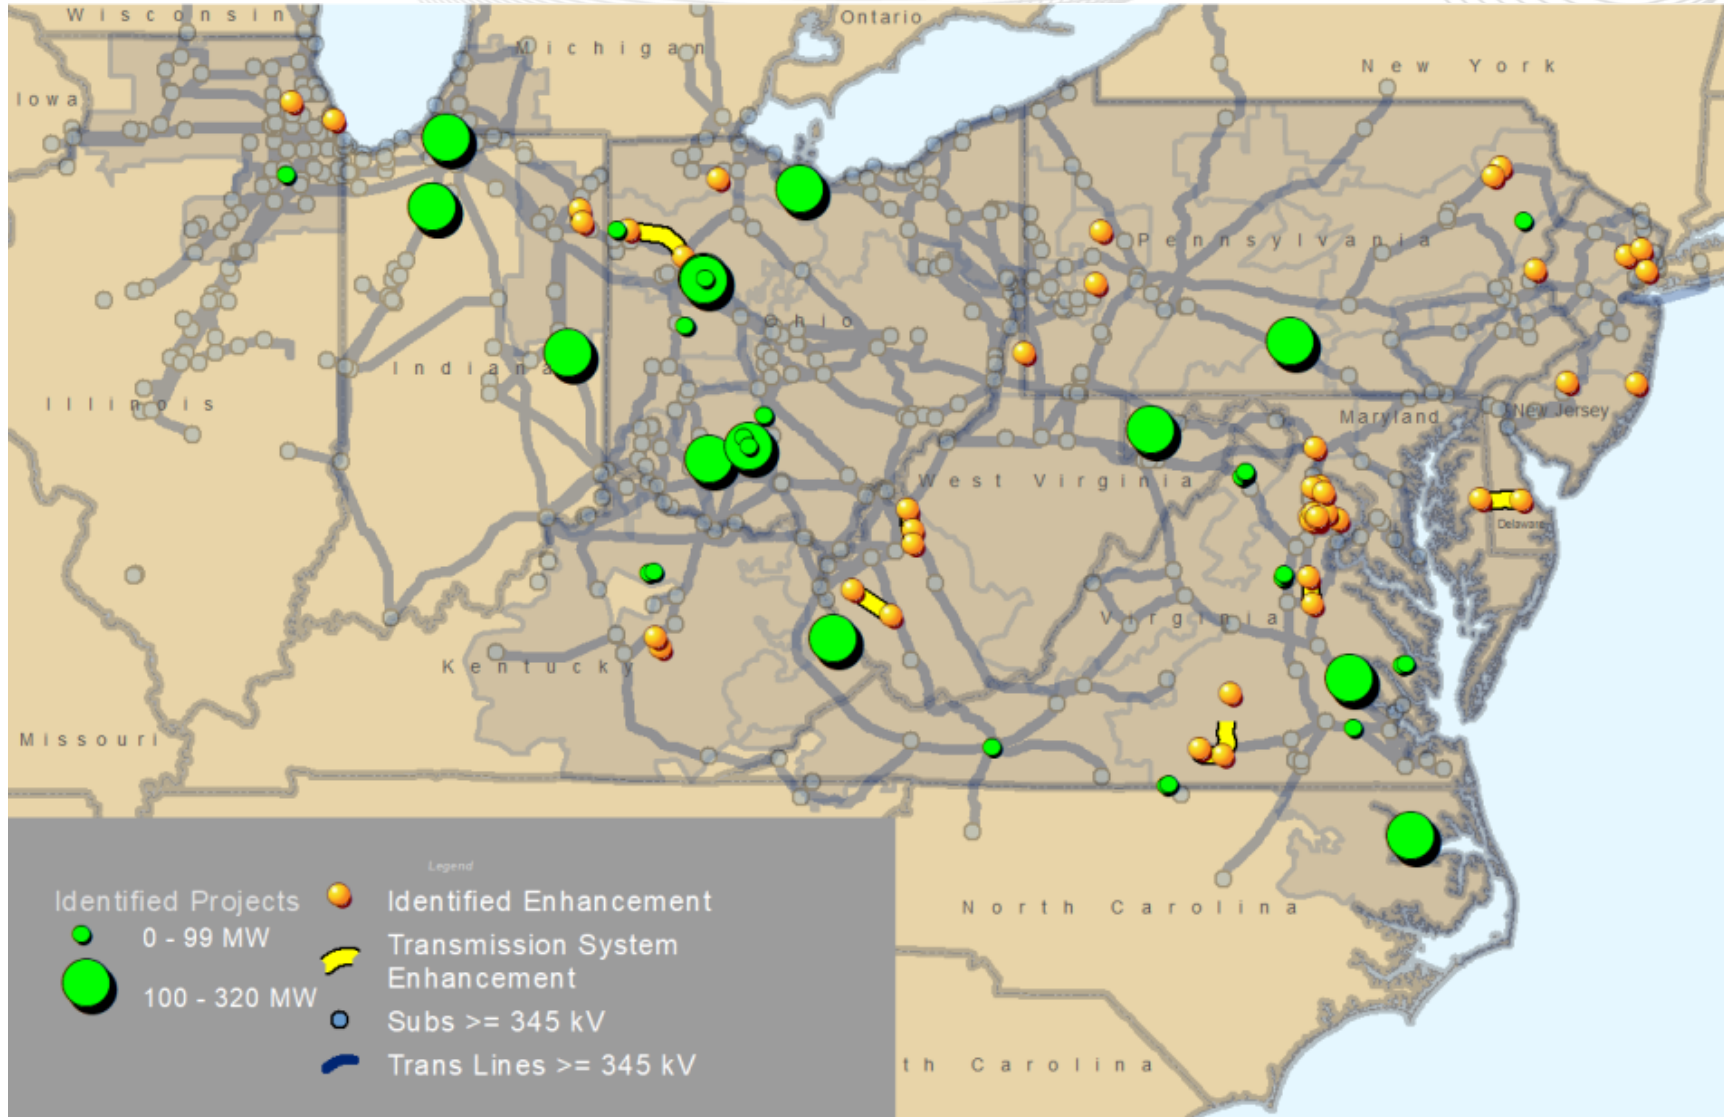 Wisconsin
Ontario
Michigan
New York
Iowa
Pennsylvania
Ohio
Indiana
Illinois
Maryland
New Jersey
West Virginia
Delaware
Virginia
Kentucky
Missouri
North Carolina
th Carolina
Legend
Identified Projects
0 - 99 MW
100 - 320 MW
Identified Enhancement
Transmission System
Enhancement
Subs >= 345 kV
Trans Lines >= 345 kV